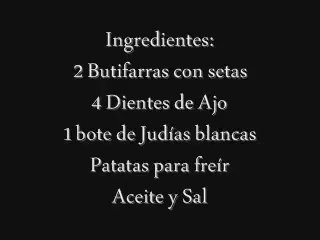 Ingredientes:
2 Butifarras con setas
4 Dientes de Ajo
1 bote de Judías blancas
Patatas para freír
Aceite y Sal